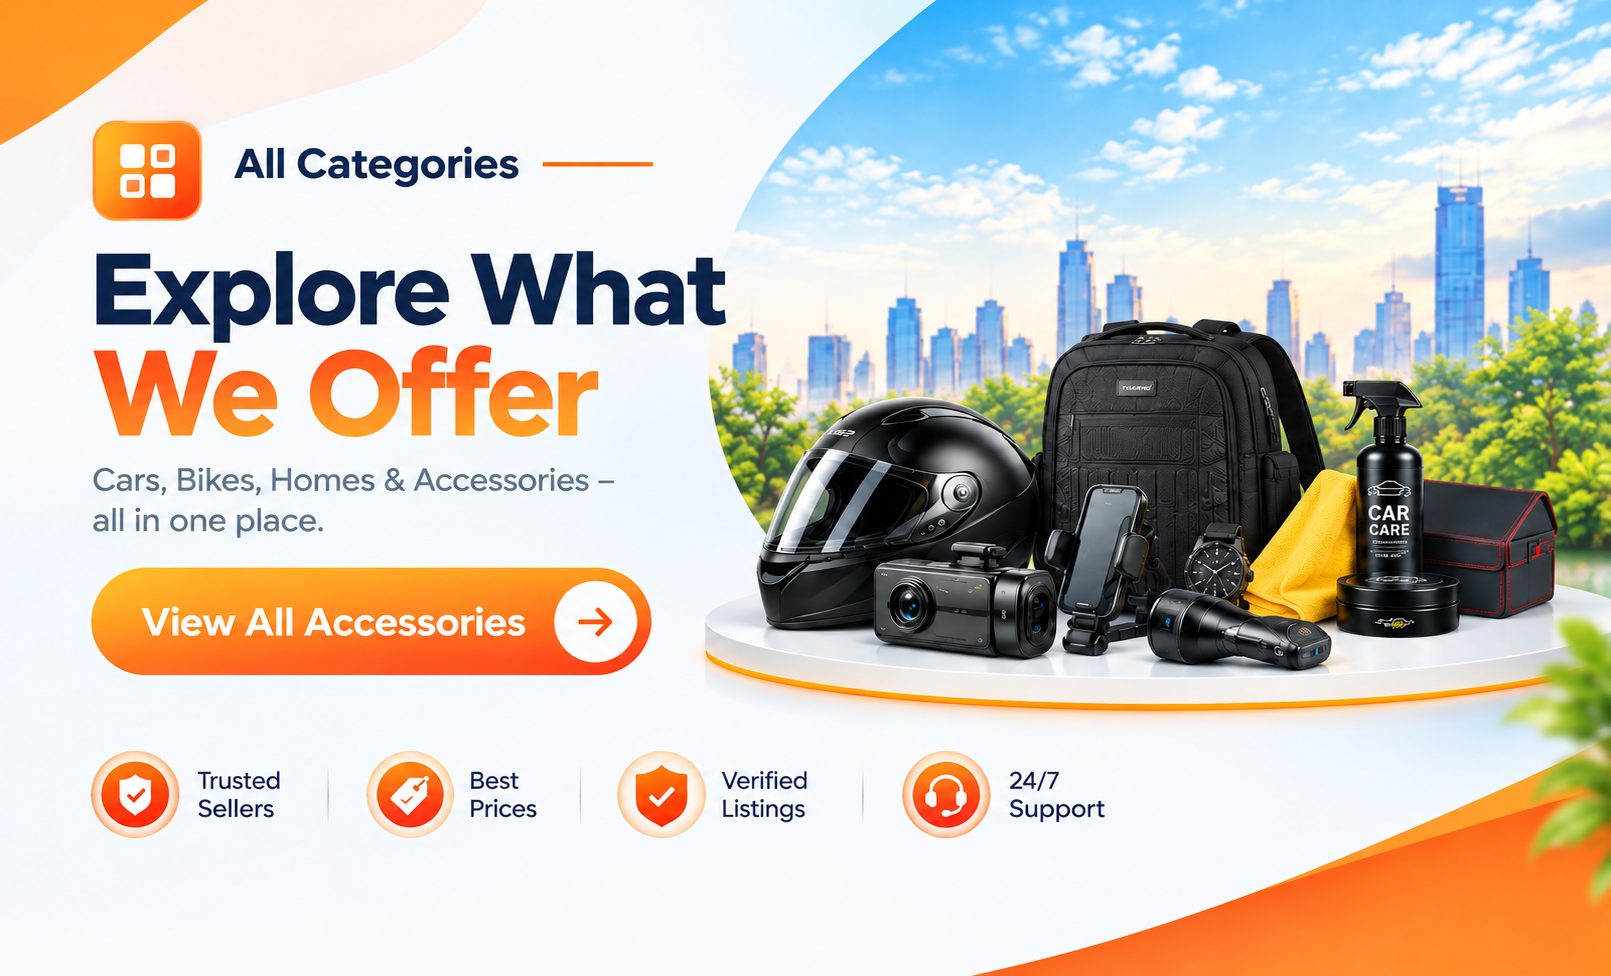 All Categories
Explore What
We Offer
Cars, Bikes, Homes & Accessories –
all in one place.
View All Accessories
CAR
CARE
Trusted
Sellers
Best
Prices
Verified
Listings
24/7
Support